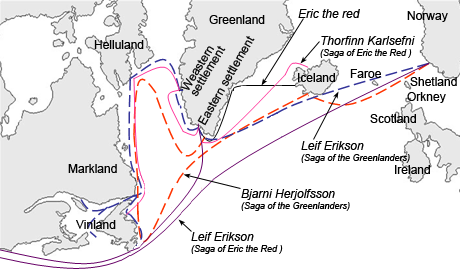 Greenland
Eric the red
Norway
Thorfinn Karlsefni
(Saga of Eric the Red )
Helluland
Weastern
settlement
Eastern settlement
Iceland
Faroe
Shetland
Orkney
Scotland
Ireland
Leif Erikson
(Saga of the Greenlanders)
Markland
Bjarni Herjolfsson
(Saga of the Greenlanders)
Vinland
Leif Erikson
(Saga of Eric the Red )